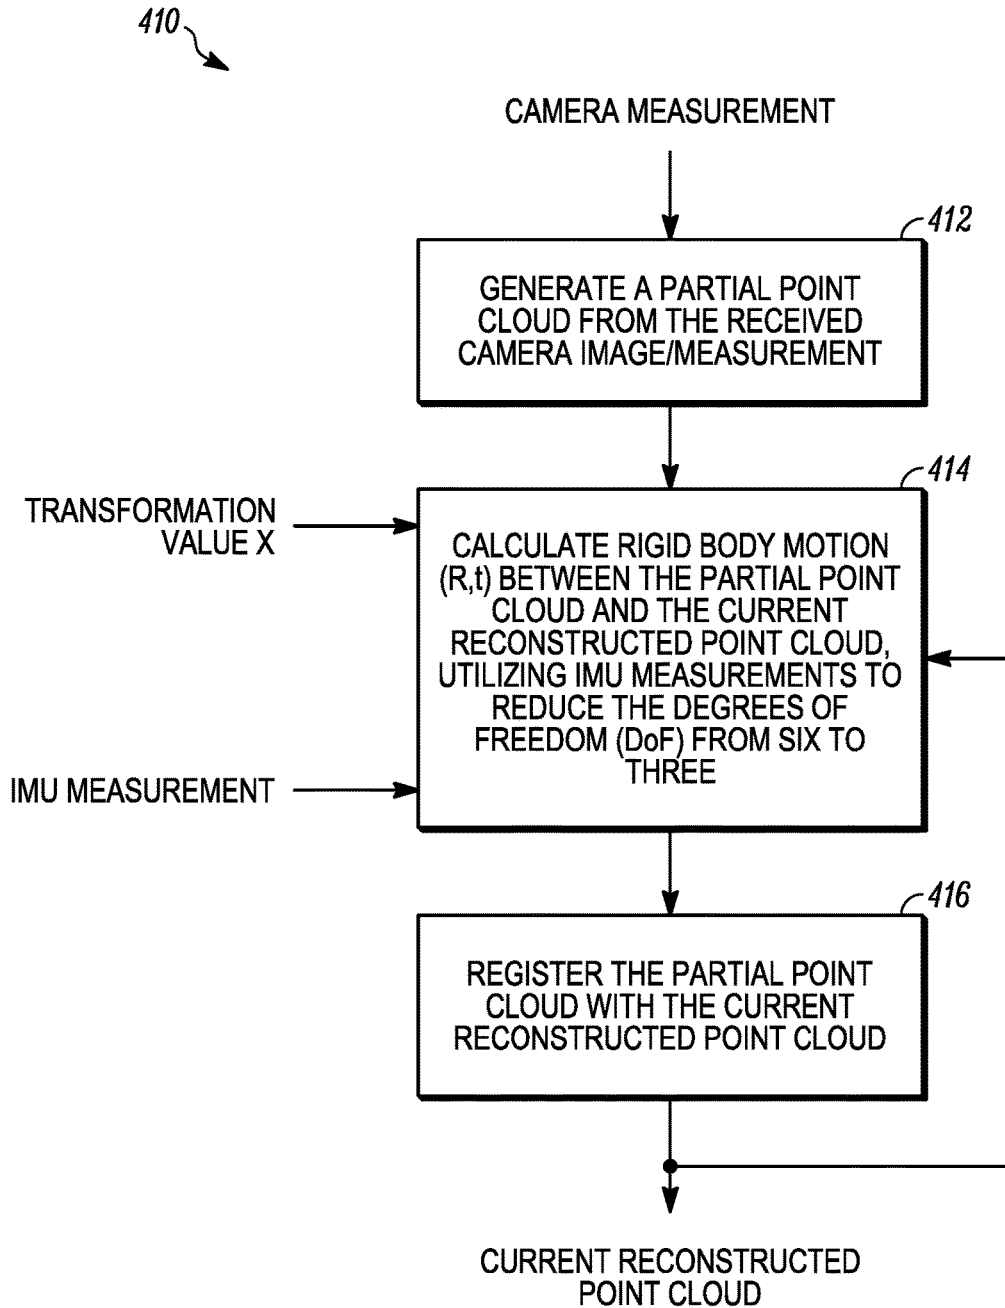 410
CAMERA MEASUREMENT
412
GENERATE A PARTIAL POINT
CLOUD FROM THE RECEIVED
CAMERA IMAGE/MEASUREMENT
414
TRANSFORMATION
VALUE X
CALCULATE RIGID BODY MOTION
(R,t) BETWEEN THE PARTIAL POINT
CLOUD AND THE CURRENT
RECONSTRUCTED POINT CLOUD,
UTILIZING IMU MEASUREMENTS TO
REDUCE THE DEGREES OF
FREEDOM (DoF) FROM SIX TO
THREE
IMU MEASUREMENT
416
REGISTER THE PARTIAL POINT
CLOUD WITH THE CURRENT
RECONSTRUCTED POINT CLOUD
CURRENT RECONSTRUCTED
POINT CLOUD